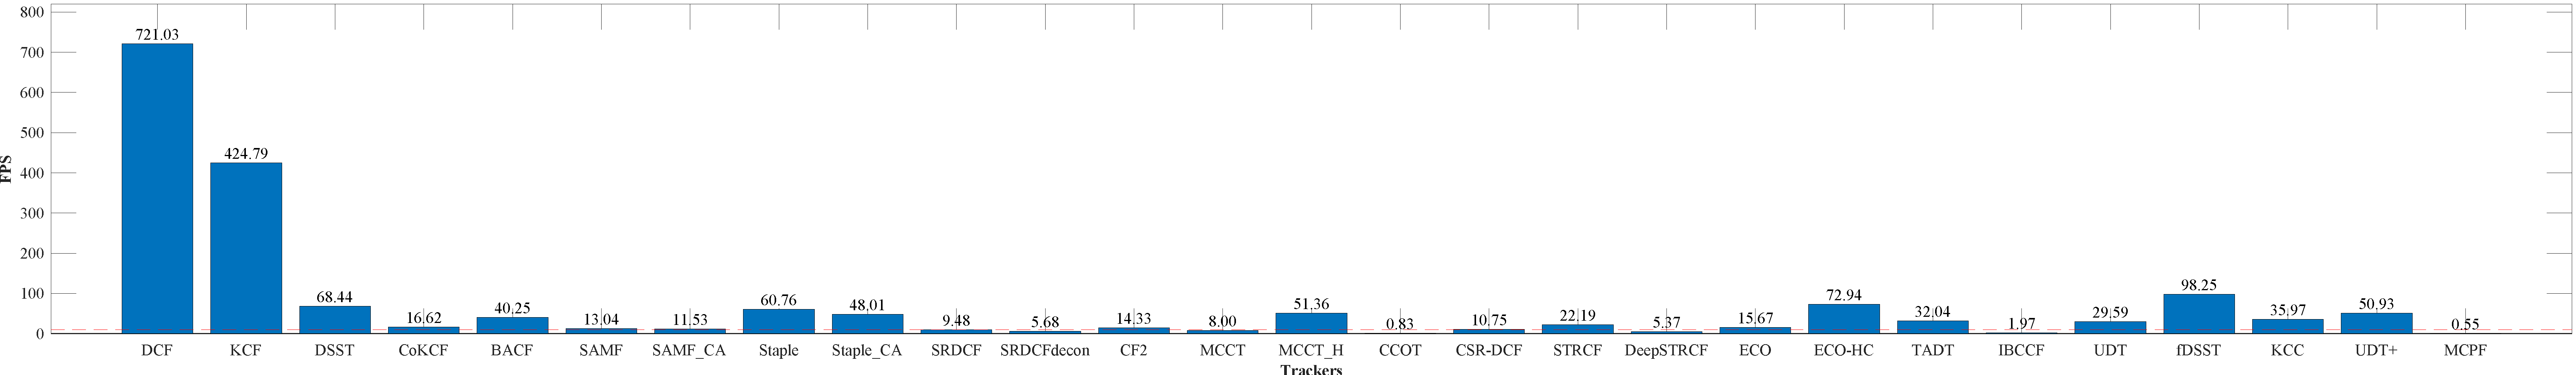 800
700
600
500
400
300
200
100
0
FPS
721.03
424.79
68.44
16.62
40.25
13.04
11.53
60.76
48.01
9.48
5.68
14.33
8.00
51.36
0.83
10.75
22.19
5.37
15.67
72.94
32.04
1.97
29.59
98.25
35.97
50.93
0.55
DCF
KCF
DSST
CoKCF
BACF
SAMF
SAMF_CA
Staple
Staple_CA
SRDCF
SRDCFdecon
CF2
MCCT
MCCT_H
CCOT
CSR-DCF
STRCF
DeepSTRCF
ECO
ECO-HC
TADT
IBCCF
UDT
fDSST
KCC
UDT+
MCPF
Trackers